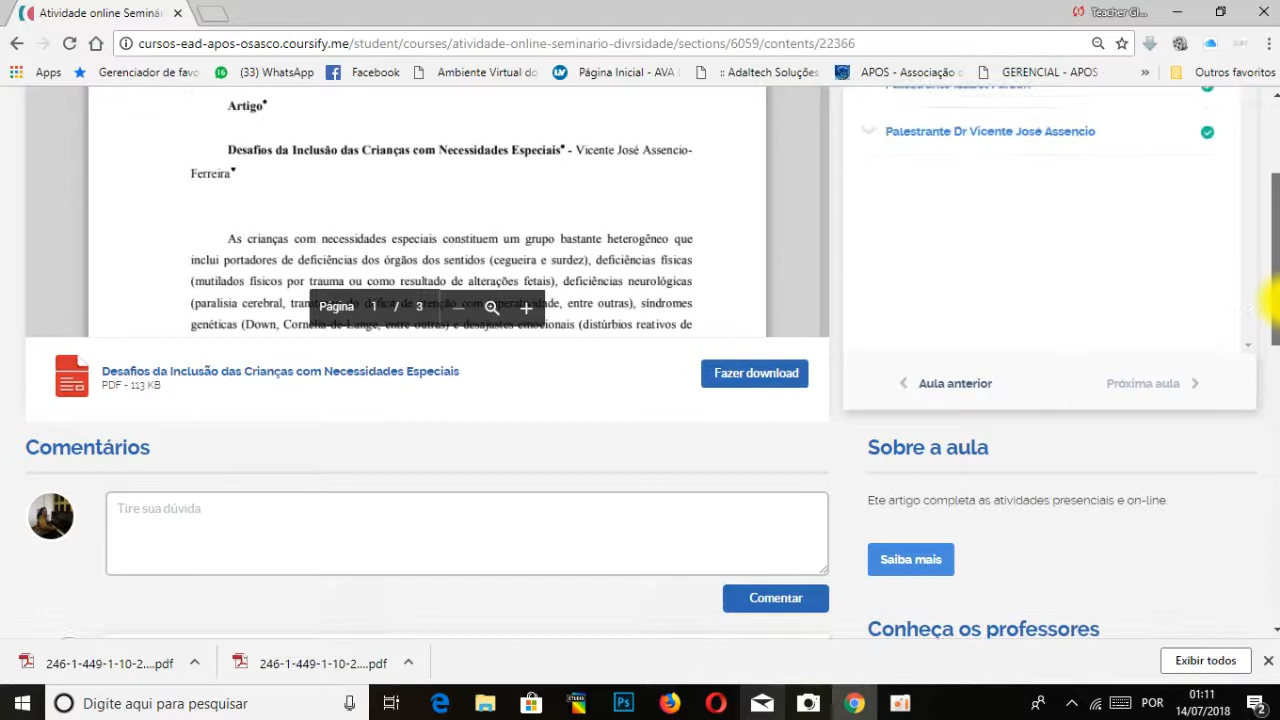 Atividade online Seminár
Teacher Gl...
cursos-ead-apos-osasco.coursify.me/student/courses/atividade-online-seminario-divrsidade/sections/6059/contents/22366
Apps
Gerenciador de favo
(33) WhatsApp
Facebook
Ambiente Virtual do
Página Inicial - AVA
:: Adaltech Soluções
APOS - Associação
GERENCIAL - APOS
»
Outros favoritos
Artigo
Desafios da Inclusão das Crianças com Necessidades Especiais - Vicente José Assencio-
Ferreira
As crianças com necessidades especiais constituem um grupo bastante heterogêneo que
inclui portadores de deficiências dos órgãos dos sentidos (cegueira e surdez), deficiências físicas
(mutilados físicos por trauma ou como resultado de alterações fetais), deficiências neurológicas
(paralisia cerebral, entre outras), síndromes
genéticas (Down, Cornélia-de-Lange, entre outras) e desajustes emocionais (distúrbios reativos de
Página 1 / 3
Palestrante Dr Vicente José Assencio
Desafios da Inclusão das Crianças com Necessidades Especiais
PDF - 113 KB
Fazer download
Aula anterior
Próxima aula
Comentários
Tire sua dúvida
Comentar
Sobre a aula
Ete artigo completa as atividades presenciais e on-line.
Saiba mais
Conheça os professores
246-1-449-1-10-2....pdf
246-1-449-1-10-2....pdf
Exibir todos
Digite aqui para pesquisar
POR
01:11
14/07/2018
2